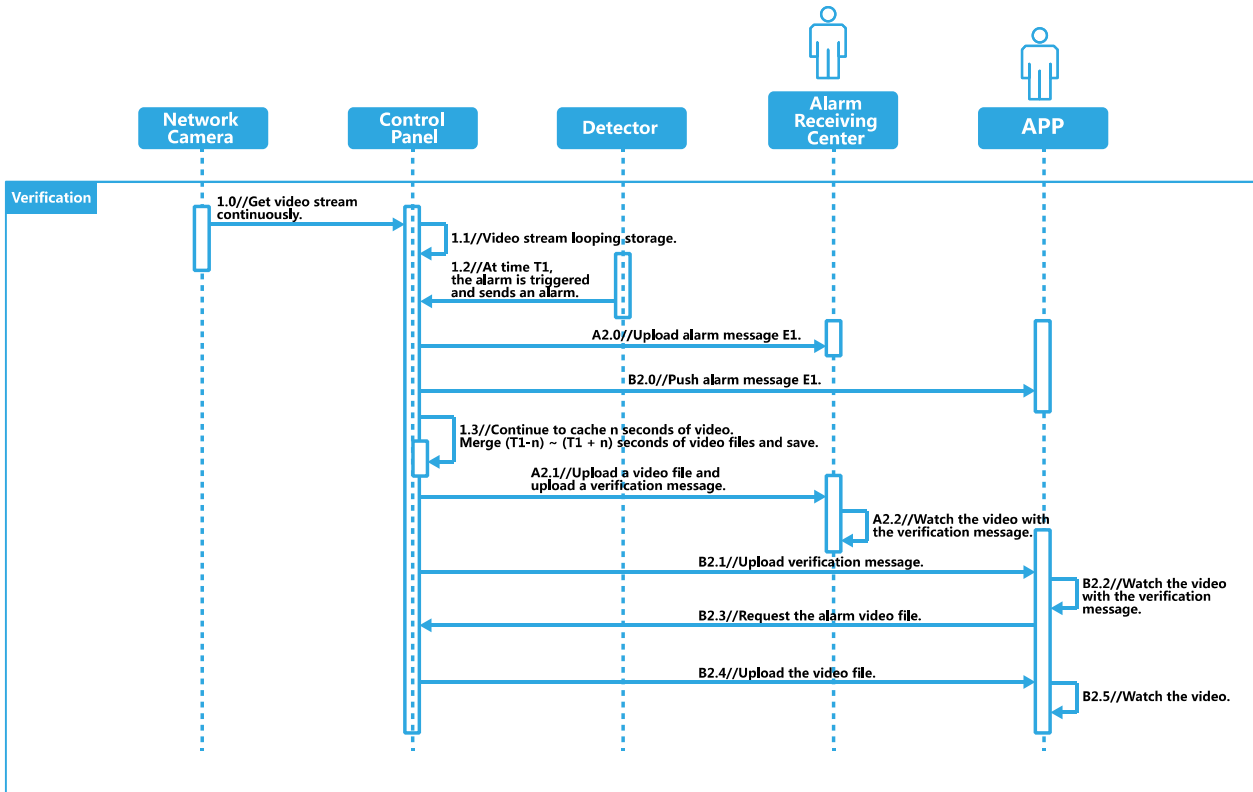 Network
Camera
Control
Panel
Detector
Alarm
Receiving
Center
APP
Verification
1.0//Get video stream
continuously.
1.1//Video stream looping storage.
1.2//At time T1,
the alarm is triggered
and sends an alarm.
A2.0//Upload alarm message E1.
B2.0//Push alarm message E1.
1.3//Continue to cache n seconds of video.
Merge (T1-n) ~ (T1 + n) seconds of video files and save.
A2.1//Upload a video file and
upload a verification message.
A2.2//Watch the video with
the verification message.
B2.1//Upload verification message.
B2.2//Watch the video
with the verification
message.
B2.3//Request the alarm video file.
B2.4//Upload the video file.
B2.5//Watch the video.